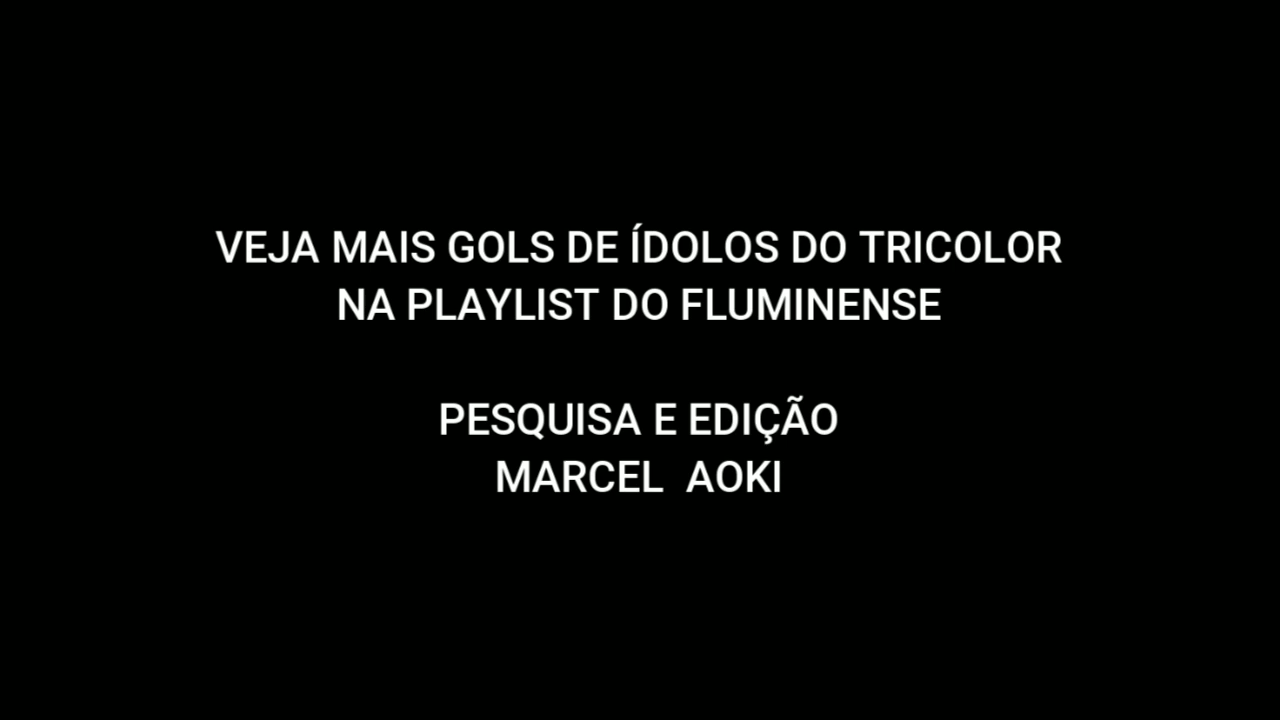 VEJA MAIS GOLS DE ÍDOLOS DO TRICOLOR
NA PLAYLIST DO FLUMINENSE
PESQUISA E EDIÇÃO
MARCEL  AOKI